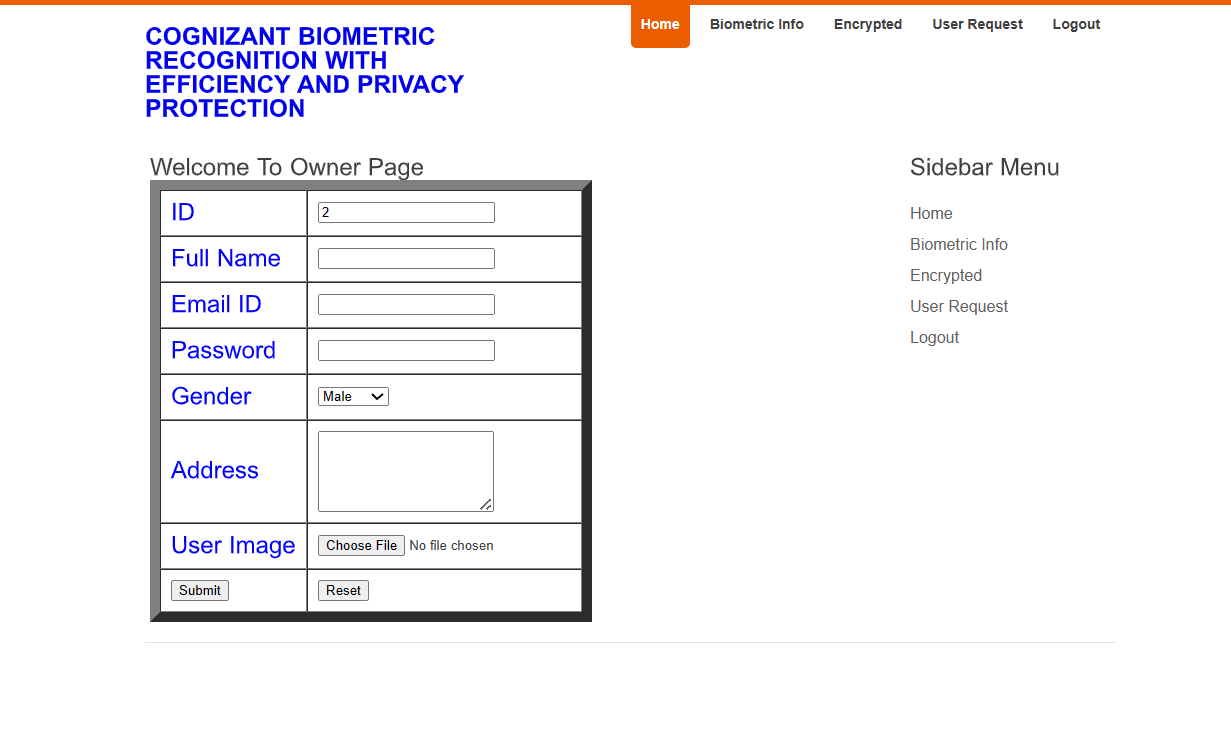 Home Biometric Info Encrypted User Request Logout
COGNIZANT BIOMETRIC
RECOGNITION WITH
EFFICIENCY AND PRIVACY
PROTECTION
Welcome To Owner Page
ID 2
Full Name
Email ID
Password
Gender Male
Address
User Image Choose File No file chosen
Submit Reset
Sidebar Menu
Home
Biometric Info
Encrypted
User Request
Logout